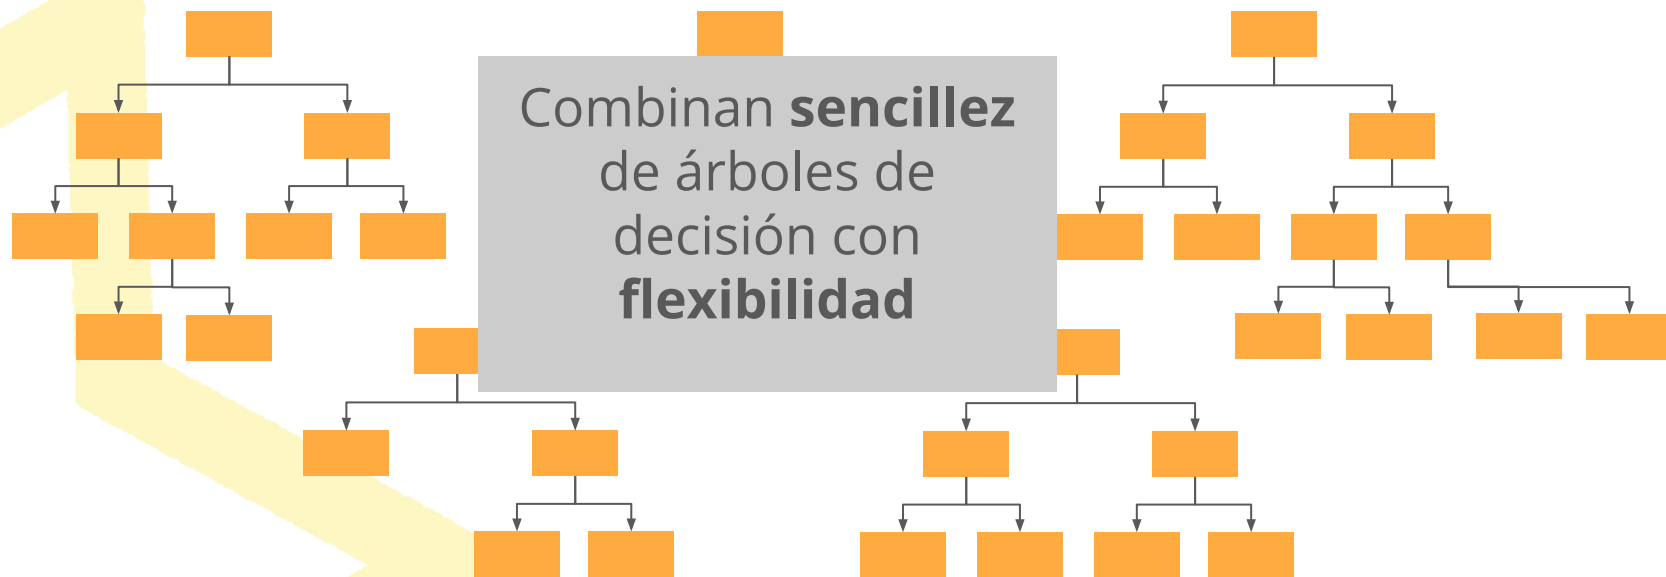 Combinan sencillez
de árboles de
decisión con
flexibilidad